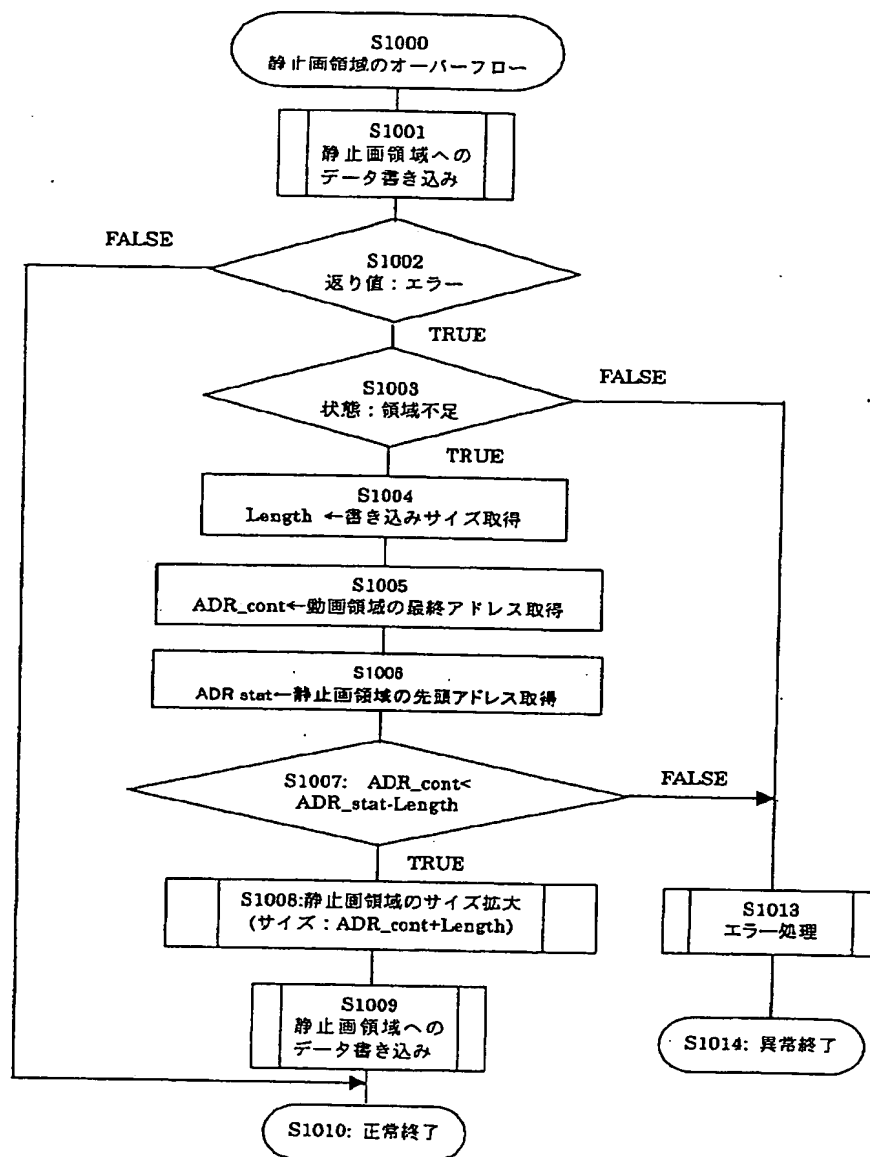 S1000
静止画領域のオーバーフロー
S1001
静止画領域への
データ書き込み
FALSE
S1002
返り値：エラー
TRUE
S1003
状態：領域不足
FALSE
TRUE
S1004
Length ←書き込みサイズ取得
S1005
ADR_cont←動画領域の最終アドレス取得
S1006
ADR stat←静止画領域の先頭アドレス取得
S1007: ADR_cont<
ADR_stat-Length
FALSE
TRUE
S1008:静止画領域のサイズ拡大
(サイズ：ADR_cont+Length)
S1013
エラー処理
S1009
静止画領域への
データ書き込み
S1014: 異常終了
S1010: 正常終了